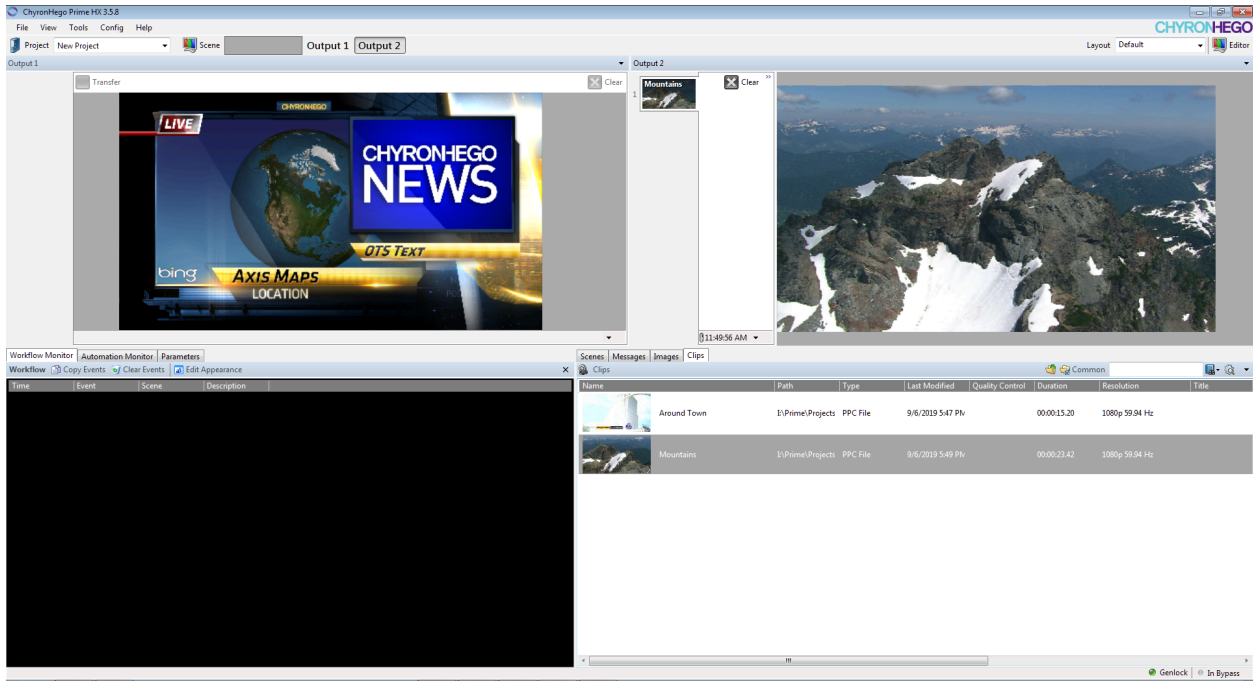 ChyronHego Prime HX 3.5.8
File View Tools Config Help
CHYRONHEGO
Project New Project Scene Output 1 Output 2 Layout Default Editor
Output 1
Output 2
Transfer Clear
Mountains
Clear
1
CHYRONHEGO
LIVE
CHYRONHEGO
NEWS
OTS TEXT
bing
AXIS MAPS
LOCATION
11:49:56 AM
Workflow Monitor Automation Monitor Parameters
Scenes Messages Images Clips
Workflow Copy Events Clear Events Edit Appearance
Clips Common
Time Event Scene Description
Name Path Type Last Modified Quality Control Duration Resolution Title
Around Town I:\Prime\Projects PPC File 9/6/2019 5:47 PM 00:00:15.20 1080p 59.94 Hz
Mountains I:\Prime\Projects PPC File 9/6/2019 5:49 PM 00:00:23.42 1080p 59.94 Hz
Genlock In Bypass